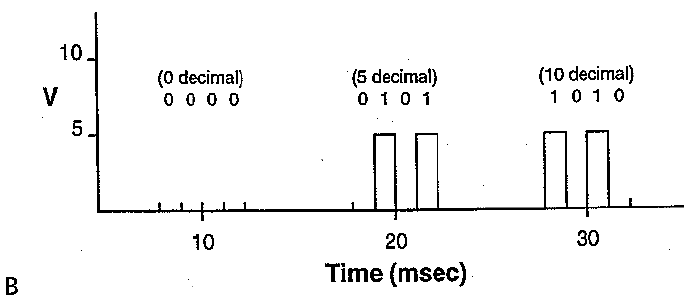 10
V
5
(0 decimal)
0 0 0 0
(5 decimal)
0 1 0 1
(10 decimal)
1 0 1 0
10
20
30
Time (msec)
B